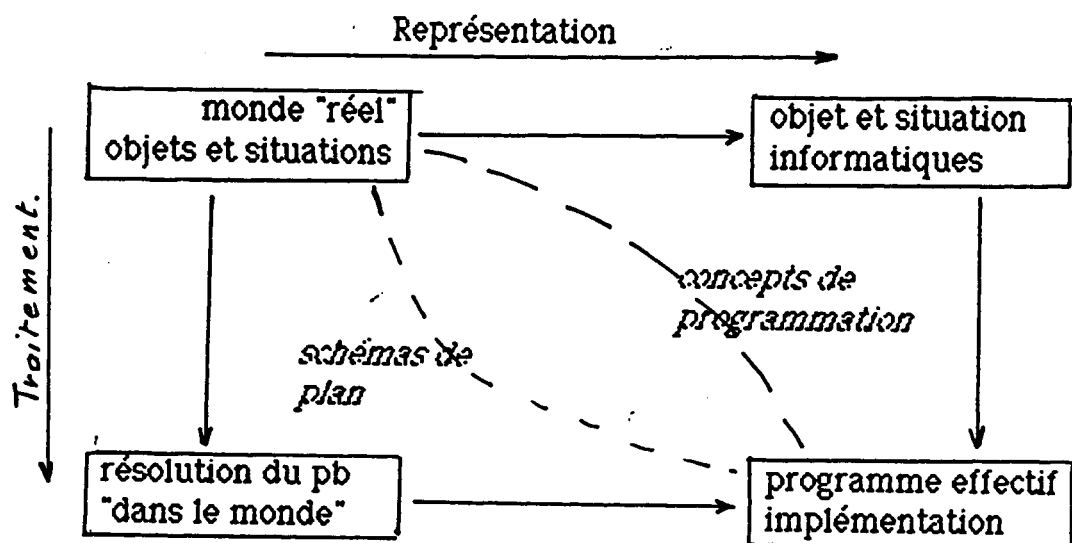 Représentation
monde "réel"
objets et situations
objet et situation
informatiques
Traitement.
concepts de
programmation
schémas de
plan
résolution du pb
"dans le monde"
programme effectif
implémentation